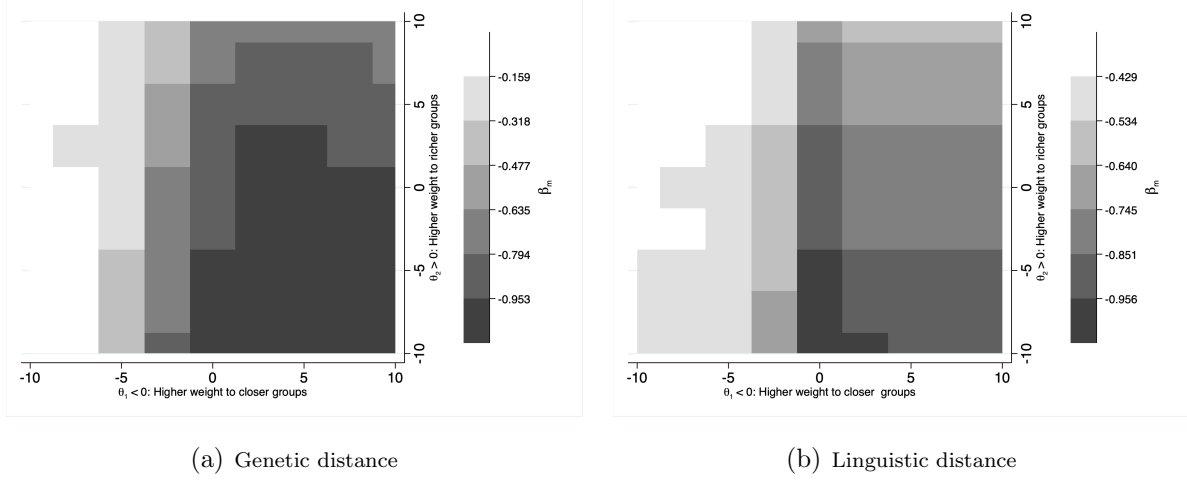 10
5
0
-5
-10
θ₂ > 0: Higher weight to richer groups
-10 -5 0 5 10
θ₁ < 0: Higher weight to closer groups
-0.159
-0.318
-0.477
-0.635
-0.794
-0.953
βₘ
(a) Genetic distance
10
5
0
-5
-10
θ₂ > 0: Higher weight to richer groups
-10 -5 0 5 10
θ₁ < 0: Higher weight to closer groups
-0.429
-0.534
-0.640
-0.745
-0.851
-0.956
βₘ
(b) Linguistic distance